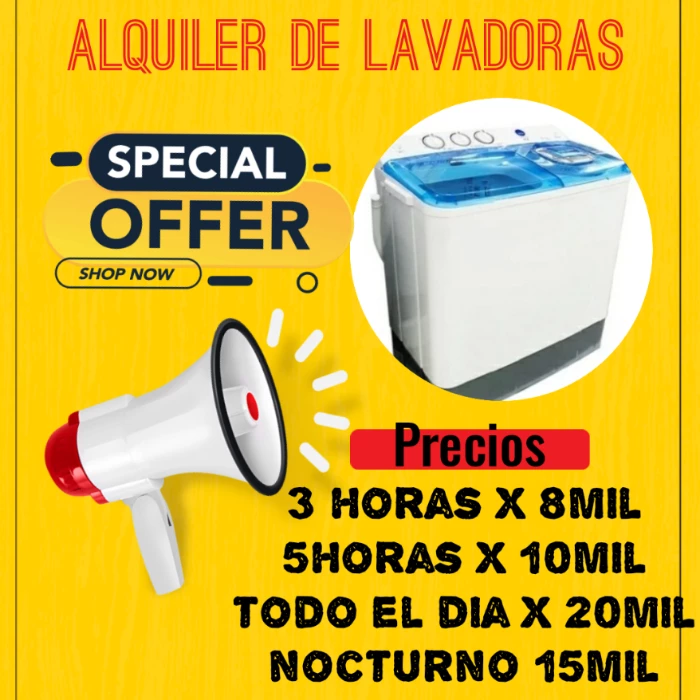 ALQUILER DE LAVADORAS
SPECIAL
OFFER
SHOP NOW
Precios
3 HORAS X 8MIL
5HORAS X 10MIL
TODO EL DIA X 20MIL
NOCTURNO 15MIL